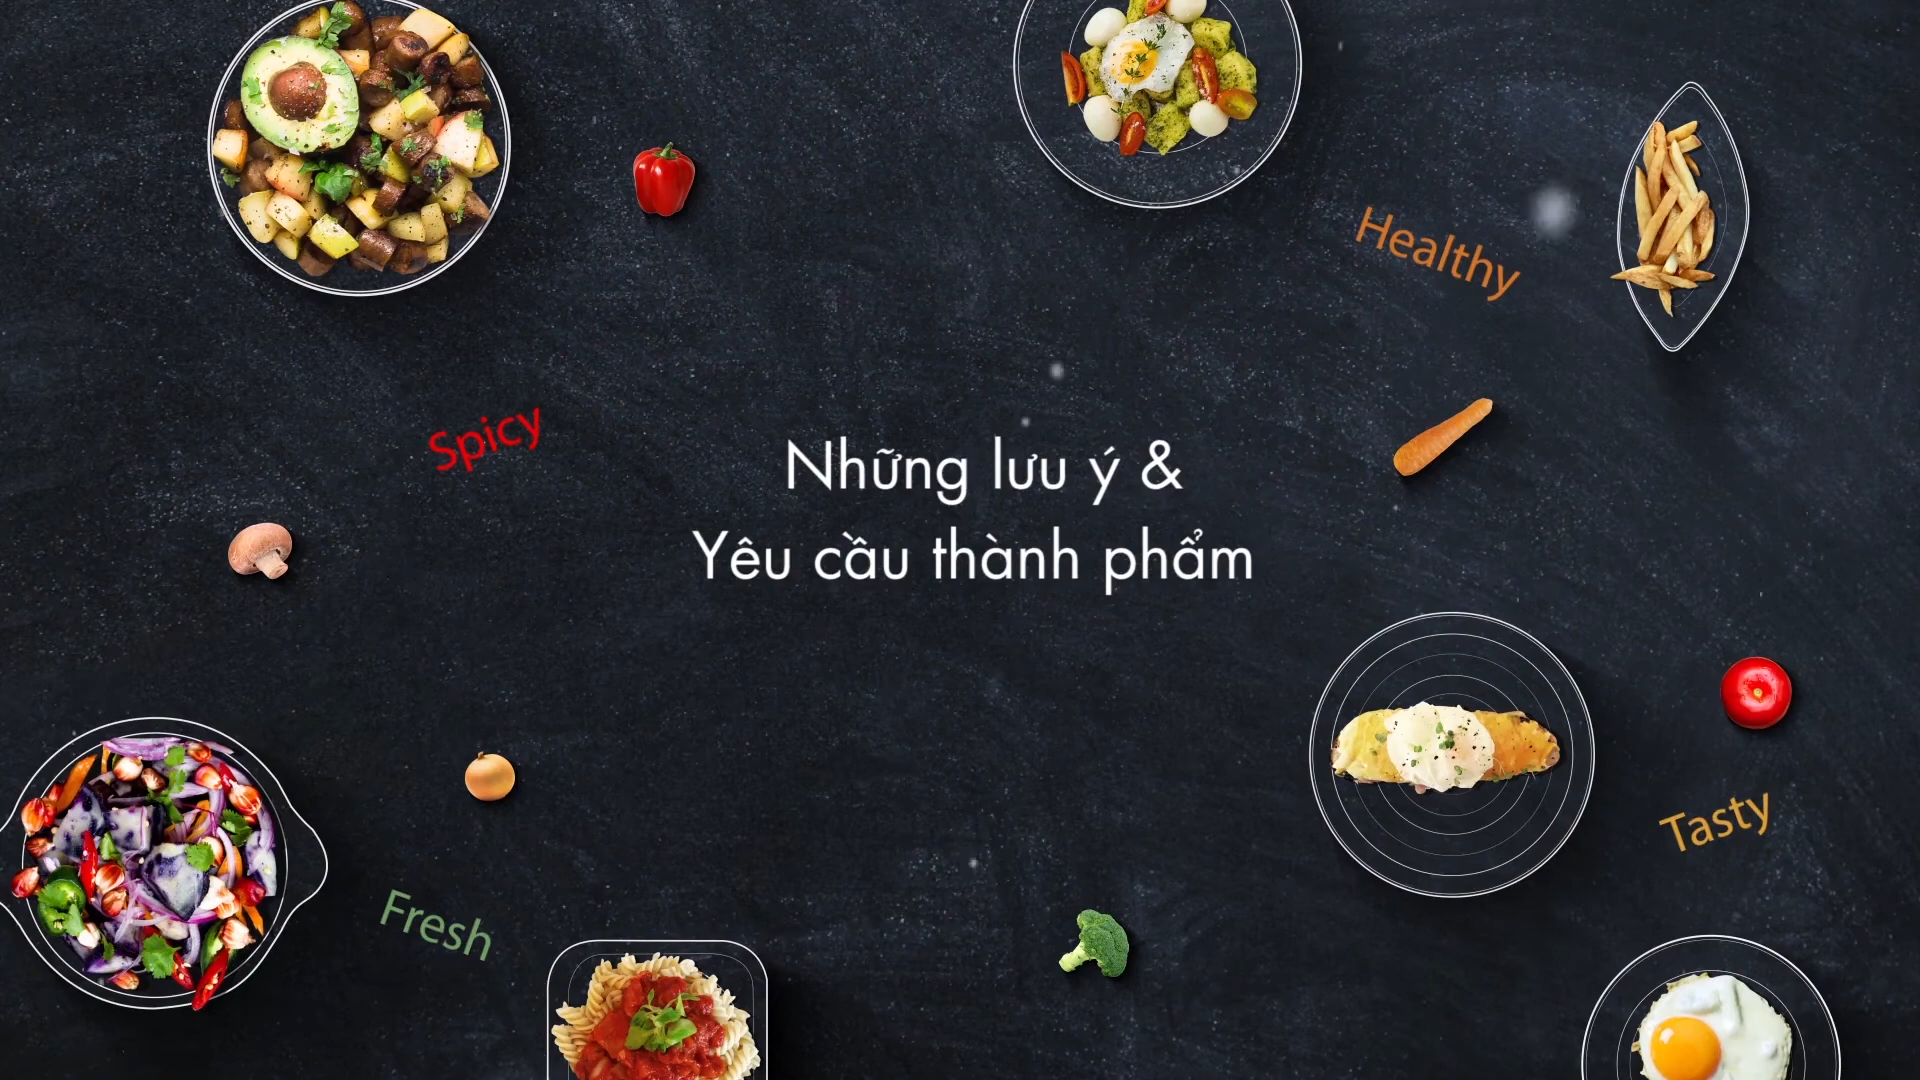 Healthy
Spicy
Những lưu ý &
Yêu cầu thành phẩm
Tasty
Fresh